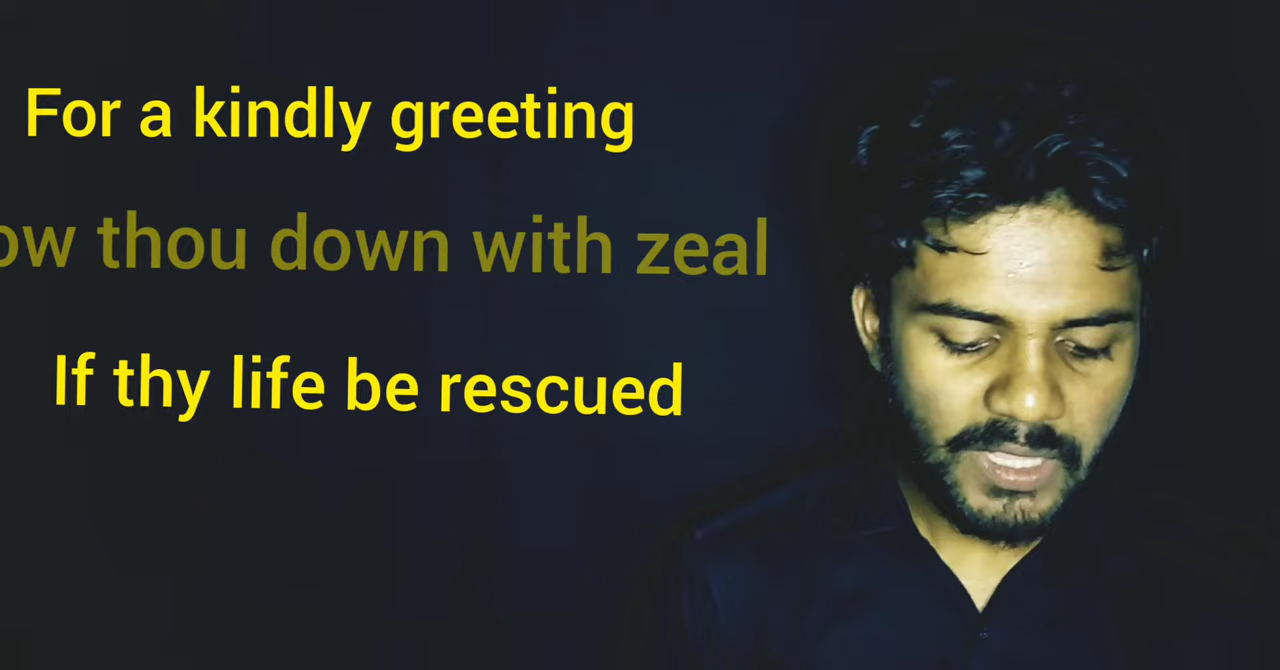 For a kindly greeting
thou down with zeal
If thy life be rescued